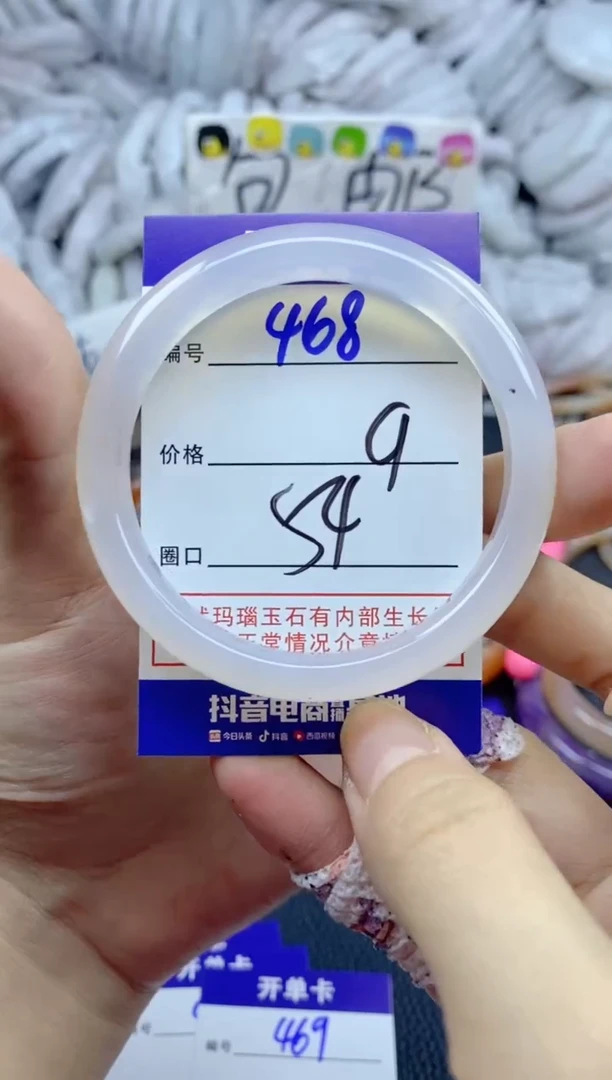 编号 468
价格 9
圈口 54
玛瑙玉石有内部生长
正常情况介意
抖音电商
今日头条 抖音 西瓜视频
开单卡
开单卡
编号 469